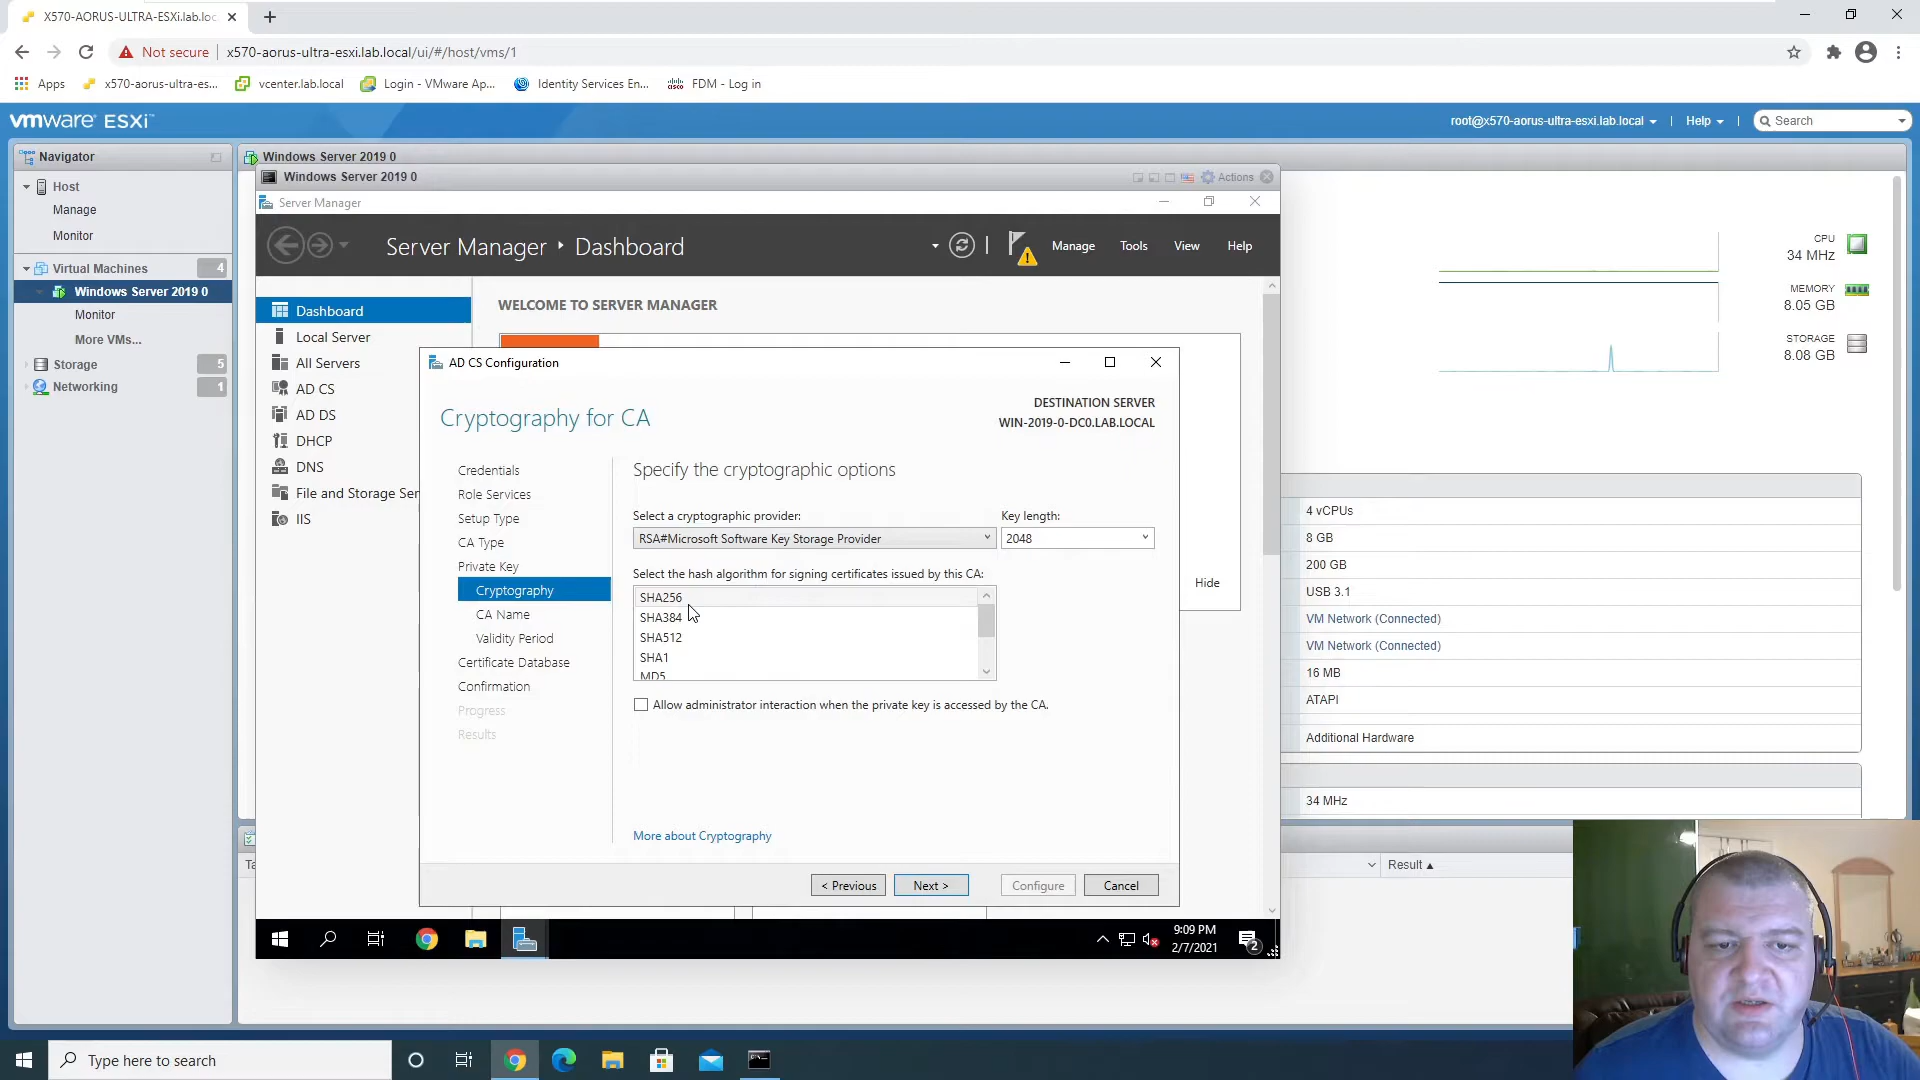 X570-AORUS-ULTRA-ESXi.lab.loc
Not secure
x570-aorus-ultra-esxi.lab.local/ui/#/host/vms/1
Apps
x570-aorus-ultra-es...
vcenter.lab.local
Login - VMware Ap...
Identity Services En...
FDM - Log in
vmware ESXi™
root@x570-aorus-ultra-esxi.lab.local
Help
Search
Navigator
Host
Manage
Monitor
Virtual Machines
4
Windows Server 2019 0
Monitor
More VMs...
Storage
5
Networking
1
Windows Server 2019 0
Windows Server 2019 0
Actions
Server Manager
Server Manager
Dashboard
Manage
Tools
View
Help
Dashboard
Local Server
All Servers
AD CS
AD DS
DHCP
DNS
File and Storage Ser
IIS
WELCOME TO SERVER MANAGER
Hide
AD CS Configuration
Cryptography for CA
DESTINATION SERVER
WIN-2019-0-DC0.LAB.LOCAL
Credentials
Role Services
Setup Type
CA Type
Private Key
Cryptography
CA Name
Validity Period
Certificate Database
Confirmation
Progress
Results
Specify the cryptographic options
Select a cryptographic provider:
Key length:
RSA#Microsoft Software Key Storage Provider
2048
Select the hash algorithm for signing certificates issued by this CA:
SHA256
SHA384
SHA512
SHA1
MD5
Allow administrator interaction when the private key is accessed by the CA.
More about Cryptography
< Previous
Next >
Configure
Cancel
9:09 PM
2/7/2021
2
CPU
34 MHz
MEMORY
8.05 GB
STORAGE
8.08 GB
4 vCPUs
8 GB
200 GB
USB 3.1
VM Network (Connected)
VM Network (Connected)
16 MB
ATAPI
Additional Hardware
34 MHz
Ta
Result
Type here to search